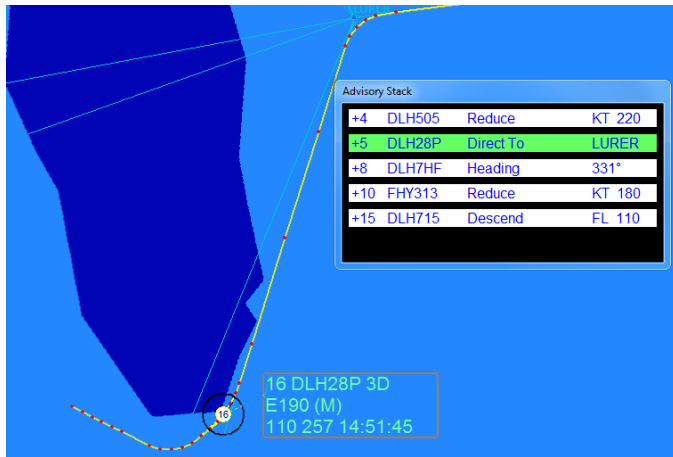 LURER
Advisory Stack
+4 DLH505 Reduce KT 220
+5 DLH28P Direct To LURER
+8 DLH7HF Heading 331°
+10 FHY313 Reduce KT 180
+15 DLH715 Descend FL 110
16 DLH28P 3D
16 E190 (M)
110 257 14:51:45